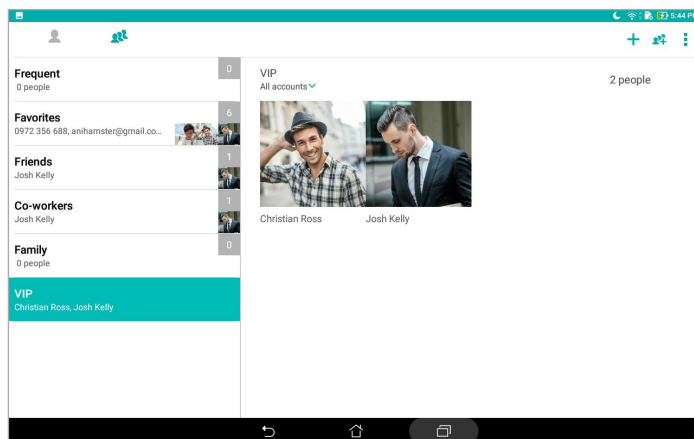 5:44 P
Frequent
0
0 people
Favorites
6
0972 356 688, anihamster@gmail.co...
Friends
1
Josh Kelly
Co-workers
1
Josh Kelly
Family
0
0 people
VIP
Christian Ross, Josh Kelly
VIP
All accounts
2 people
Christian Ross
Josh Kelly